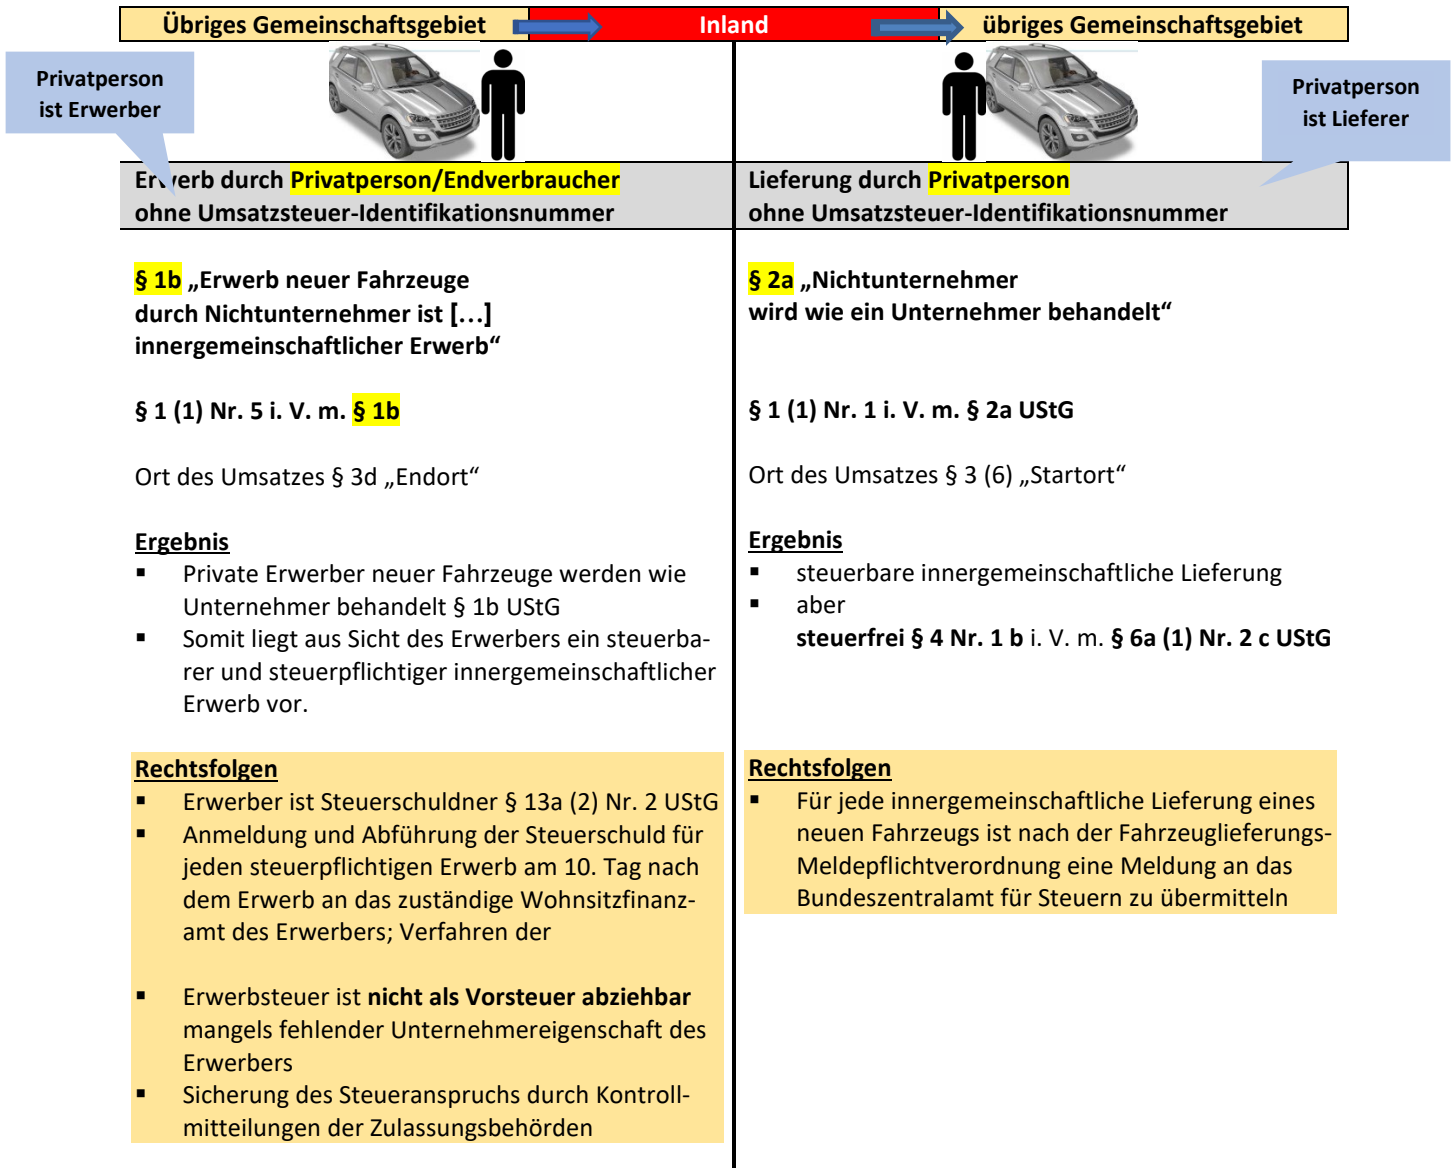 Übriges Gemeinschaftsgebiet
Inland
übriges Gemeinschaftsgebiet
Privatperson
ist Erwerber
Privatperson
ist Lieferer
Erwerb durch Privatperson/Endverbraucher
ohne Umsatzsteuer-Identifikationsnummer
§ 1b „Erwerb neuer Fahrzeuge
durch Nichtunternehmer ist […]
innergemeinschaftlicher Erwerb“
§ 1 (1) Nr. 5 i. V. m. § 1b
Ort des Umsatzes § 3d „Endort“
Ergebnis
▪ Private Erwerber neuer Fahrzeuge werden wie
Unternehmer behandelt § 1b UStG
▪ Somit liegt aus Sicht des Erwerbers ein steuerba-
rer und steuerpflichtiger innergemeinschaftlicher
Erwerb vor.
Rechtsfolgen
▪ Erwerber ist Steuerschuldner § 13a (2) Nr. 2 UStG
▪ Anmeldung und Abführung der Steuerschuld für
jeden steuerpflichtigen Erwerb am 10. Tag nach
dem Erwerb an das zuständige Wohnsitzfinanz-
amt des Erwerbers; Verfahren der
▪ Erwerbsteuer ist nicht als Vorsteuer abziehbar
mangels fehlender Unternehmereigenschaft des
Erwerbers
▪ Sicherung des Steueranspruchs durch Kontroll-
mitteilungen der Zulassungsbehörden
Lieferung durch Privatperson
ohne Umsatzsteuer-Identifikationsnummer
§ 2a „Nichtunternehmer
wird wie ein Unternehmer behandelt“
§ 1 (1) Nr. 1 i. V. m. § 2a UStG
Ort des Umsatzes § 3 (6) „Startort“
Ergebnis
▪ steuerbare innergemeinschaftliche Lieferung
▪ aber
steuerfrei § 4 Nr. 1 b i. V. m. § 6a (1) Nr. 2 c UStG
Rechtsfolgen
▪ Für jede innergemeinschaftliche Lieferung eines
neuen Fahrzeugs ist nach der Fahrzeuglieferungs-
Meldepflichtverordnung eine Meldung an das
Bundeszentralamt für Steuern zu übermitteln